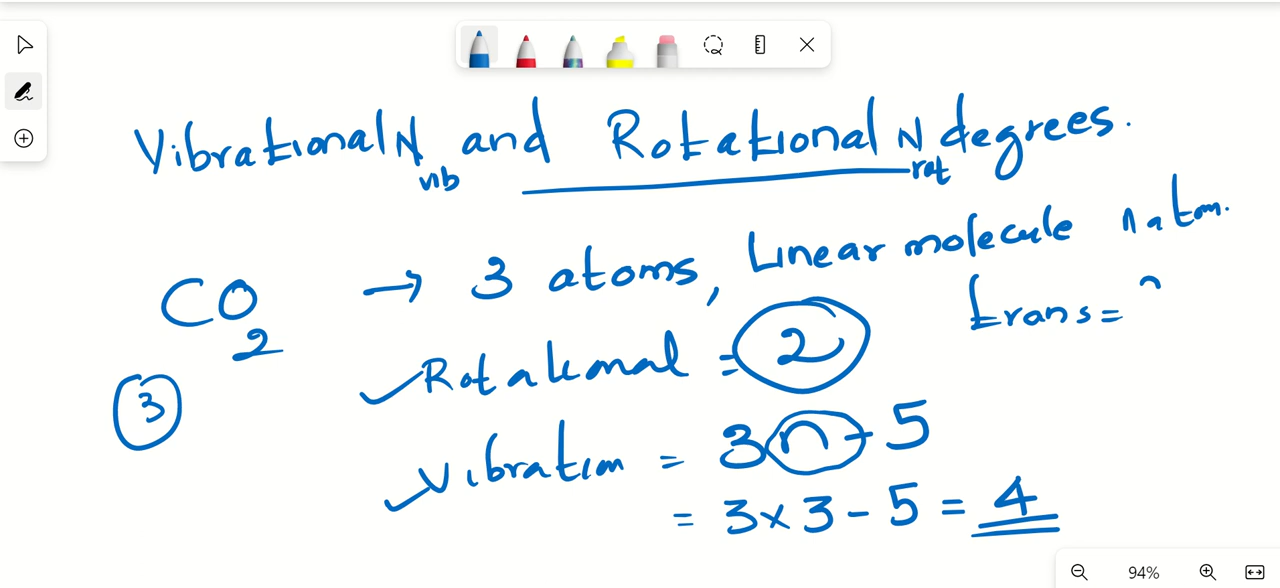 Vibrational N vib and Rotational N rot degrees.
CO2 → 3 atoms, Linear molecule n atom.
trans =
3
Rotational = 2
Vibration = 3n - 5
= 3 x 3 - 5 = 4
94%